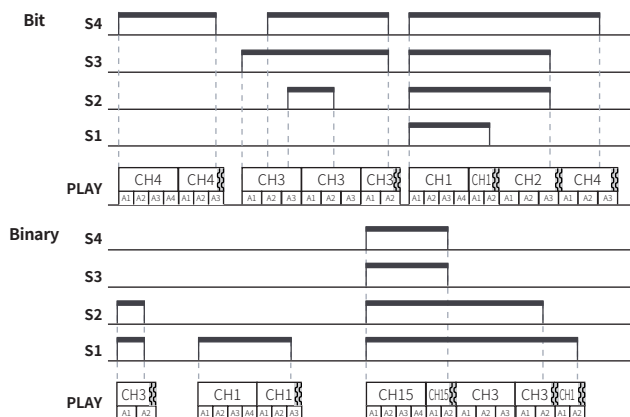 Bit
S4
S3
S2
S1
PLAY
CH4 CH4 CH3 CH3 CH3 CH1 CH1 CH2 CH4
A1 A2 A3 A4 A1 A2 A3 A1 A2 A3 A1 A2 A3 A1 A2 A1 A2 A3 A4 A1 A2 A1 A2 A3 A1 A2 A3
Binary
S4
S3
S2
S1
PLAY
CH3 CH1 CH1 CH15 CH15 CH3 CH3 CH1
A1 A2 A1 A2 A3 A4 A1 A2 A3 A1 A2 A3 A4 A1 A2 A1 A2 A3 A1 A2 A1 A2